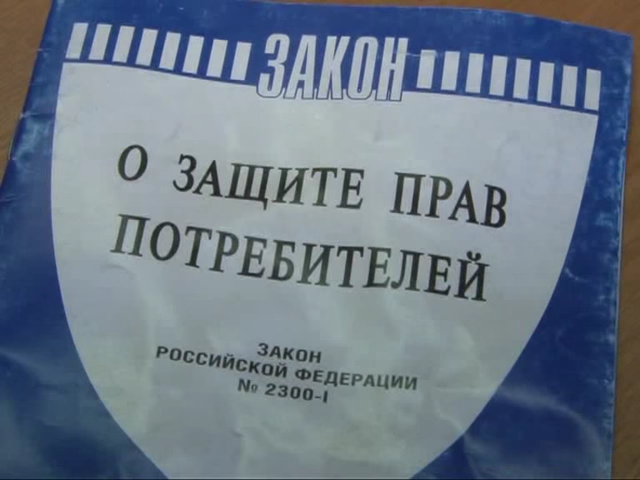 ЗАКОН
О ЗАЩИТЕ ПРАВ
ПОТРЕБИТЕЛЕЙ
ЗАКОН
РОССИЙСКОЙ ФЕДЕРАЦИИ
№ 2300-I